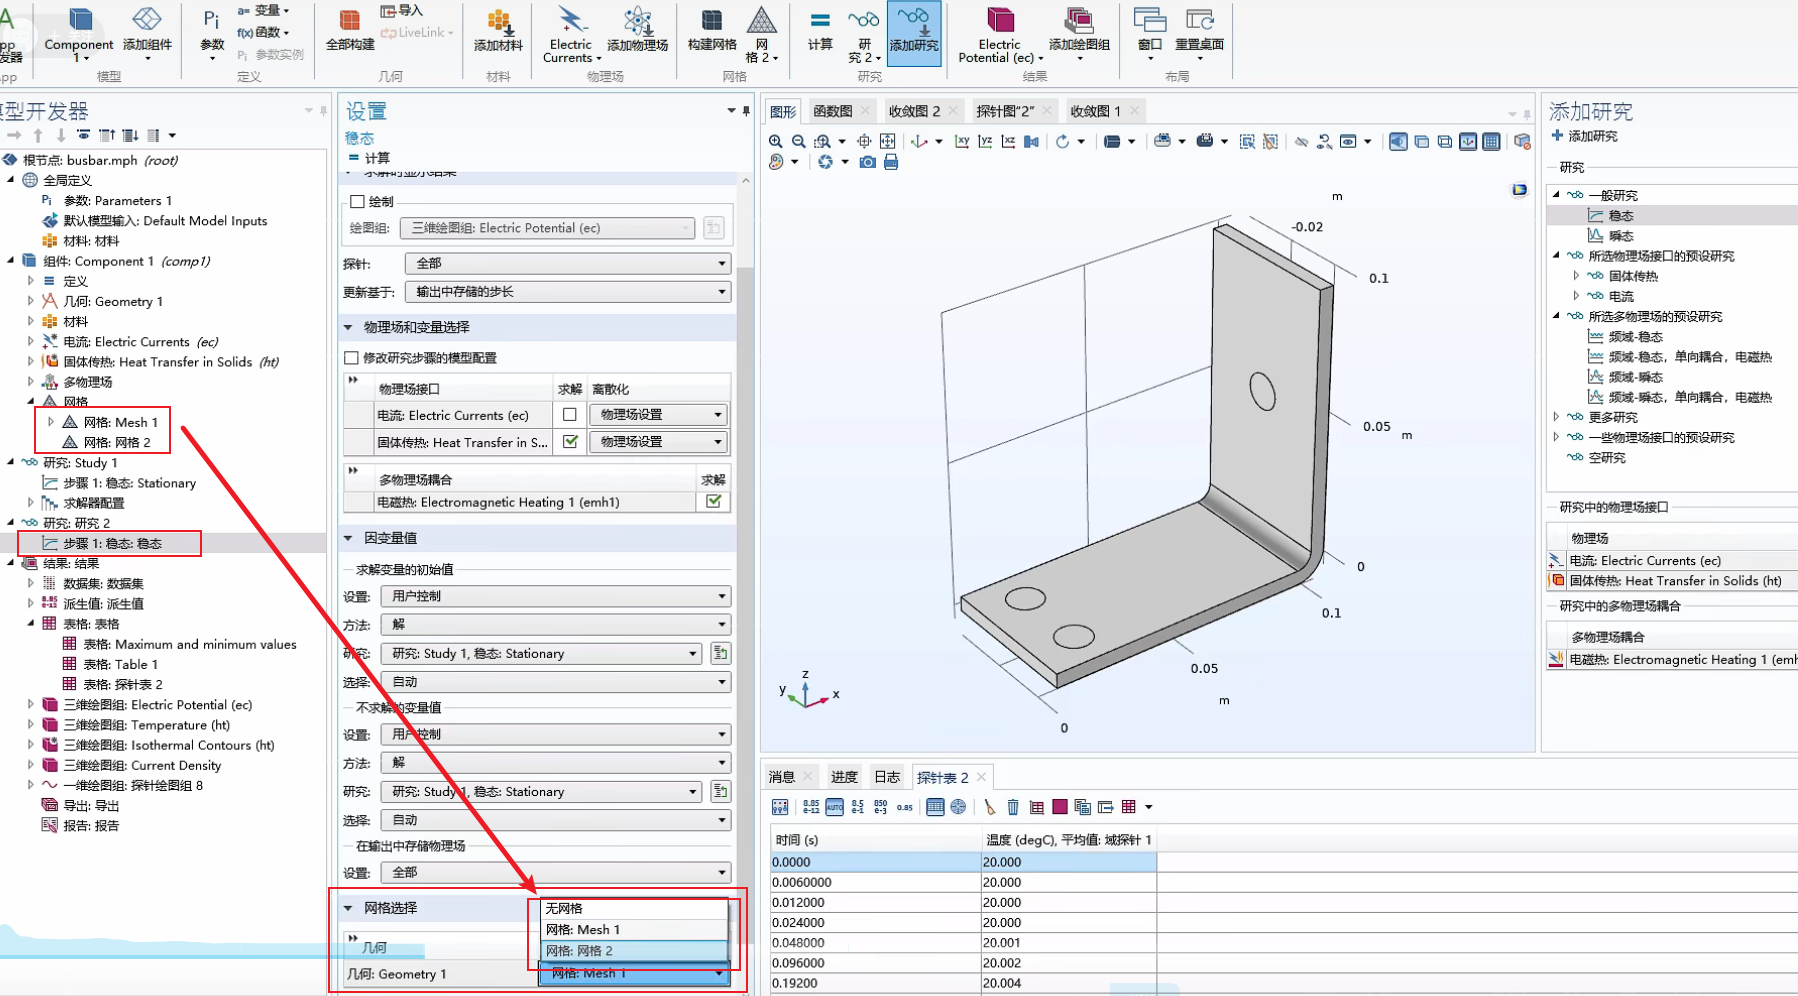 App
发器
Component
1
添加组件
模型
Pi
参数
a= 变量
f(x) 函数
Pi 参数实例
定义
全部构建
导入
LiveLink
几何
添加材料
材料
Electric
Currents
添加物理场
物理场
构建网格
网
格 2
网格
计算
研
究 2
添加研究
研究
Electric
Potential (ec)
添加绘图组
结果
窗口
重置桌面
布局
模型开发器
根节点: busbar.mph (root)
全局定义
Pi 参数: Parameters 1
默认模型输入: Default Model Inputs
材料: 材料
组件: Component 1 (comp1)
定义
几何: Geometry 1
材料
电流: Electric Currents (ec)
固体传热: Heat Transfer in Solids (ht)
多物理场
网格
网格: Mesh 1
网格: 网格 2
研究: Study 1
步骤 1: 稳态: Stationary
求解器配置
研究: 研究 2
步骤 1: 稳态: 稳态
结果: 结果
数据集: 数据集
派生值: 派生值
表格: 表格
表格: Maximum and minimum values
表格: Table 1
表格: 探针表 2
三维绘图组: Electric Potential (ec)
三维绘图组: Temperature (ht)
三维绘图组: Isothermal Contours (ht)
三维绘图组: Current Density
一维绘图组: 探针绘图组 8
导出: 导出
报告: 报告
设置
稳态
= 计算
求解时显示结果
绘制
绘图组: 三维绘图组: Electric Potential (ec)
探针: 全部
更新基于: 输出中存储的步长
物理场和变量选择
修改研究步骤的模型配置
物理场接口 求解 离散化
电流: Electric Currents (ec) 物理场设置
固体传热: Heat Transfer in S... 物理场设置
多物理场耦合 求解
电磁热: Electromagnetic Heating 1 (emh1)
因变量值
求解变量的初始值
设置: 用户控制
方法: 解
研究: 研究: Study 1, 稳态: Stationary
选择: 自动
不求解的变量值
设置: 用户控制
方法: 解
研究: 研究: Study 1, 稳态: Stationary
选择: 自动
在输出中存储物理场
设置: 全部
网格选择
无网格
网格: Mesh 1
网格: 网格 2
几何
几何: Geometry 1
网格: Mesh 1
图形 函数图 收敛图 2 探针图"2" 收敛图 1
xy yz xz
m
-0.02
0.1
0.05
m
0
0.1
0.05
m
0
z
y
x
消息 进度 日志 探针表 2
8.85
e-12
AUTO
8.5
e-1
850
e-3
0.85
时间 (s) 温度 (degC), 平均值: 域探针 1
0.0000 20.000
0.0060000 20.000
0.012000 20.000
0.024000 20.000
0.048000 20.001
0.096000 20.002
0.19200 20.004
添加研究
+ 添加研究
研究
一般研究
稳态
瞬态
所选物理场接口的预设研究
固体传热
电流
所选多物理场的预设研究
频域-稳态
频域-稳态，单向耦合，电磁热
频域-瞬态
频域-瞬态，单向耦合，电磁热
更多研究
一些物理场接口的预设研究
空研究
研究中的物理场接口
物理场
电流: Electric Currents (ec)
固体传热: Heat Transfer in Solids (ht)
研究中的多物理场耦合
多物理场耦合
电磁热: Electromagnetic Heating 1 (emh